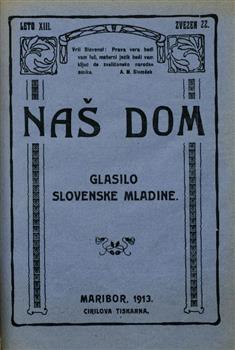 LETO XIII.
ZVEZEK 22.
Vrli Slovenci: Prava vera bodi
vam luč, materni jezik bodi vam
ključ do zveličansko narodne
omike. A. M. Slomšek
NAŠ DOM
GLASILO
SLOVENSKE MLADINE.
MARIBOR, 1913.
CIRILOVA TISKARNA.